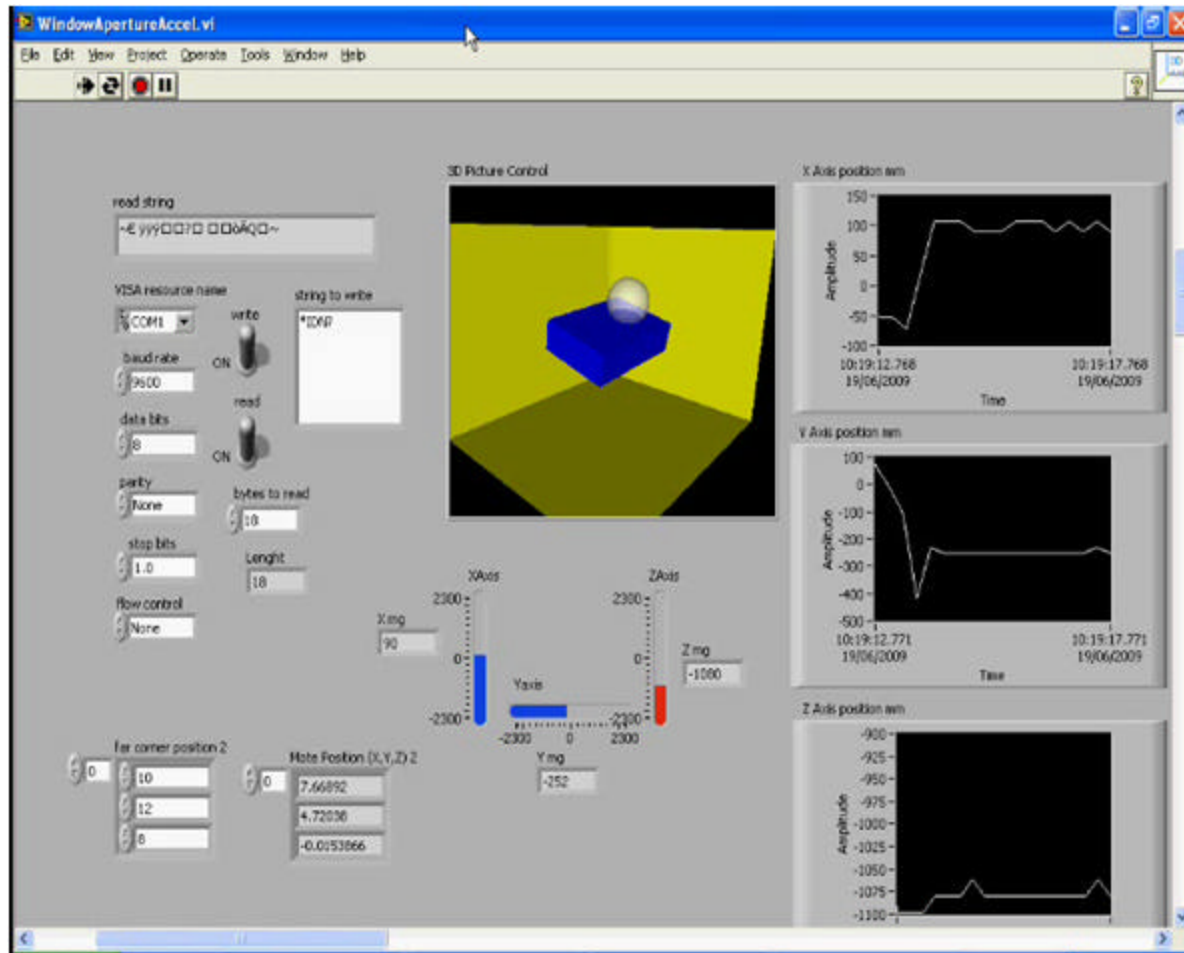 WindowApertureAccel.vi
File Edit View Project Operate Tools Window Help
3D
read string
VISA resource name
COM1
write
ON
string to write
*IDN?
baud rate
9600
read
ON
data bits
8
parity
None
bytes to read
18
stop bits
1.0
Lenght
18
flow control
None
3D Picture Control
XAxis
2300
0
-2300
X mg
90
Yaxis
-2300 0 2300
Y mg
-252
ZAxis
2300
0
-2300
Z mg
-1080
far corner position 2
0
10
12
8
Mote Position (X,Y,Z) 2
0
7.66892
4.72038
-0.0153866
X Axis position mm
Amplitude
150
100
50
0
-50
-100
10:19:12.768
19/06/2009
10:19:17.768
19/06/2009
Time
Y Axis position mm
Amplitude
100
0
-100
-200
-300
-400
-500
10:19:12.771
19/06/2009
10:19:17.771
19/06/2009
Time
Z Axis position mm
Amplitude
-900
-925
-950
-975
-1000
-1025
-1050
-1075
-1100